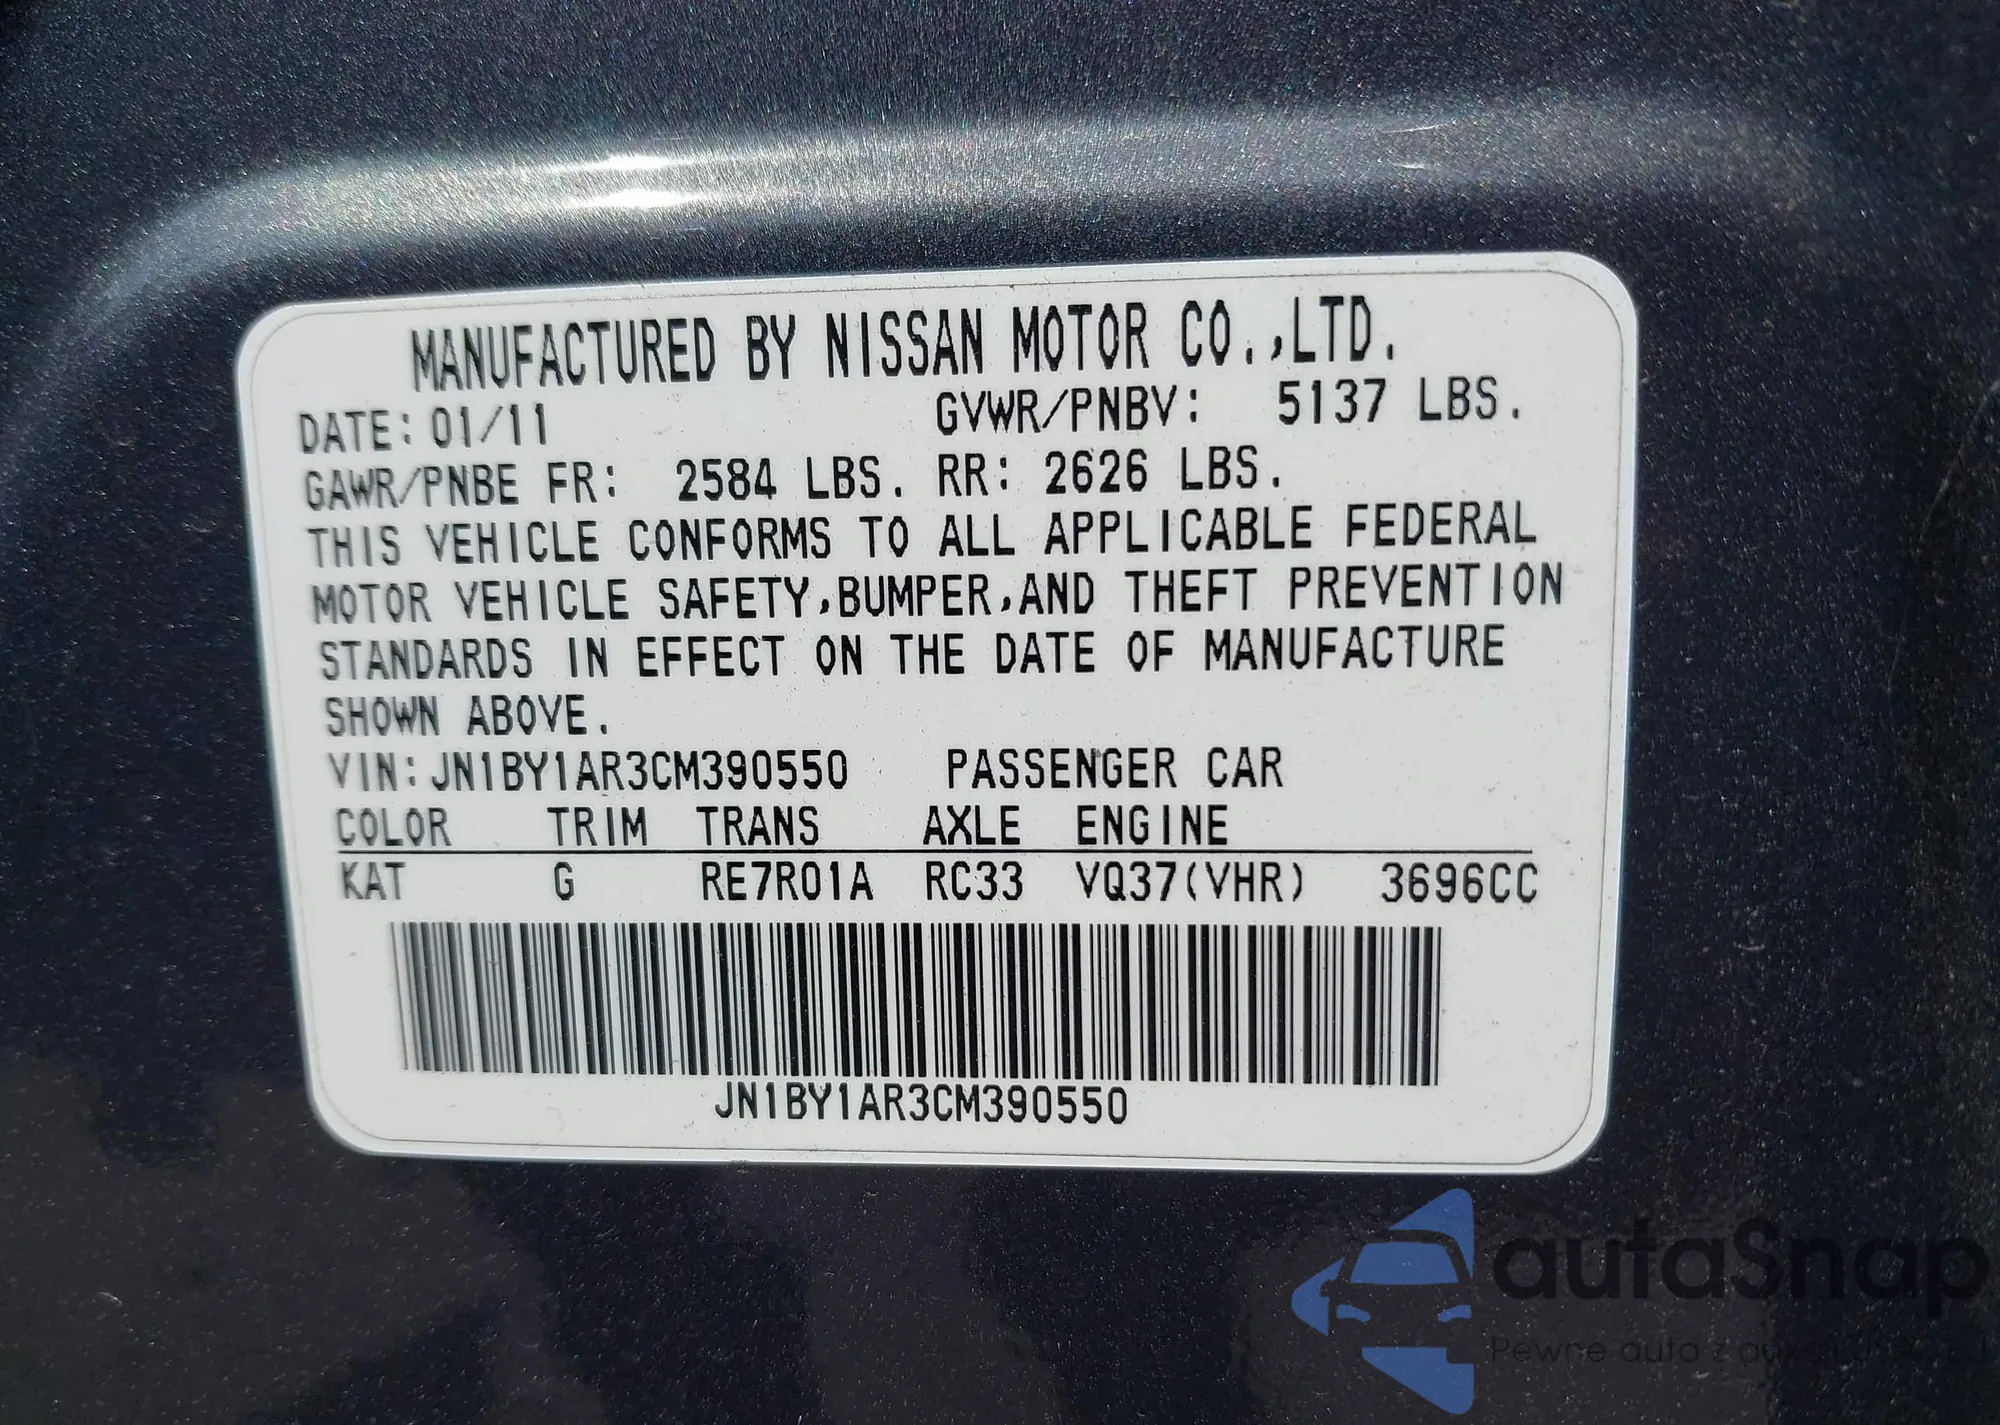 MANUFACTURED BY NISSAN MOTOR CO.,LTD.
DATE:01/11 GVWR/PNBV: 5137 LBS.
GAWR/PNBE FR: 2584 LBS. RR: 2626 LBS.
THIS VEHICLE CONFORMS TO ALL APPLICABLE FEDERAL
MOTOR VEHICLE SAFETY,BUMPER,AND THEFT PREVENTION
STANDARDS IN EFFECT ON THE DATE OF MANUFACTURE
SHOWN ABOVE.
VIN:JN1BY1AR3CM390550 PASSENGER CAR
COLOR TRIM TRANS AXLE ENGINE
KAT G RE7R01A RC33 VQ37(VHR) 3696CC
JN1BY1AR3CM390550
autaSnap
Pewne auto z